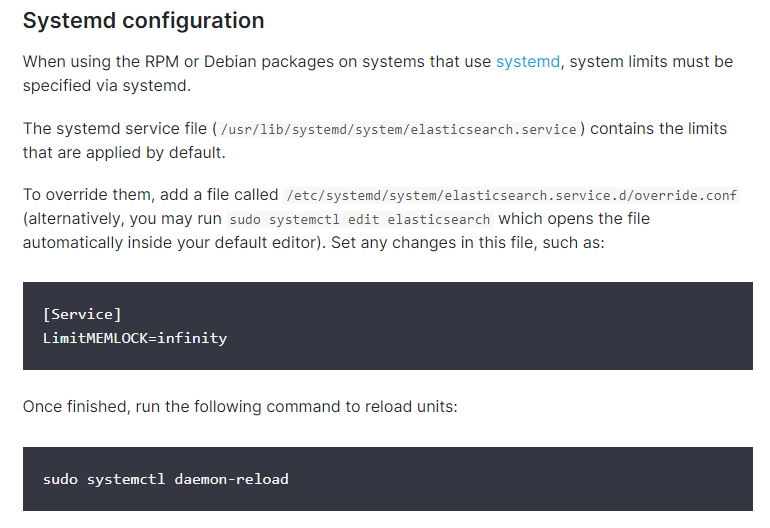 Systemd configuration
When using the RPM or Debian packages on systems that use systemd, system limits must be
specified via systemd.
The systemd service file ( /usr/lib/systemd/system/elasticsearch.service ) contains the limits
that are applied by default.
To override them, add a file called /etc/systemd/system/elasticsearch.service.d/override.conf
(alternatively, you may run sudo systemctl edit elasticsearch which opens the file
automatically inside your default editor). Set any changes in this file, such as:
[Service]
LimitMEMLOCK=infinity
Once finished, run the following command to reload units:
sudo systemctl daemon-reload